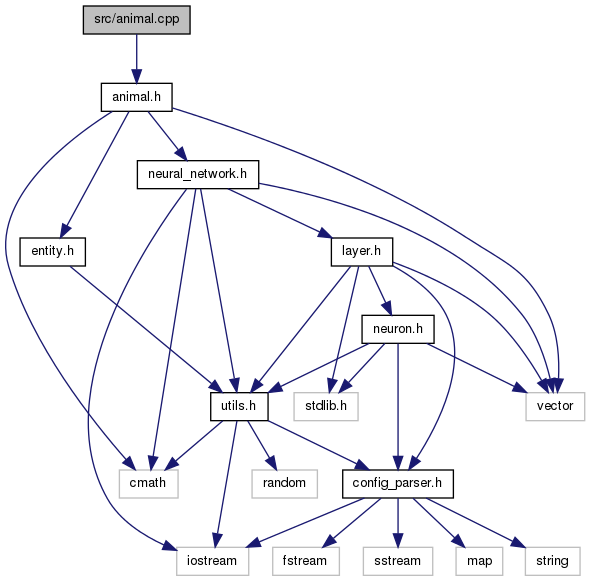 src/animal.cpp
animal.h
neural_network.h
entity.h
layer.h
neuron.h
utils.h
stdlib.h
vector
cmath
random
config_parser.h
iostream
fstream
sstream
map
string